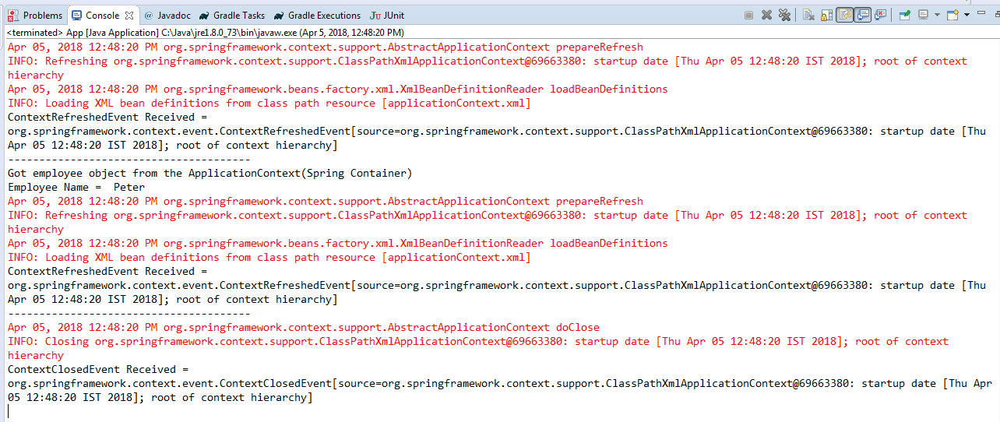 Problems Console Javadoc Gradle Tasks Gradle Executions JUnit
<terminated> App [Java Application] C:\Java\jre1.8.0_73\bin\javaw.exe (Apr 5, 2018, 12:48:20 PM)
Apr 05, 2018 12:48:20 PM org.springframework.context.support.AbstractApplicationContext prepareRefresh
INFO: Refreshing org.springframework.context.support.ClassPathXmlApplicationContext@69663380: startup date [Thu Apr 05 12:48:20 IST 2018]; root of context
hierarchy
Apr 05, 2018 12:48:20 PM org.springframework.beans.factory.xml.XmlBeanDefinitionReader loadBeanDefinitions
INFO: Loading XML bean definitions from class path resource [applicationContext.xml]
ContextRefreshedEvent Received =
org.springframework.context.event.ContextRefreshedEvent[source=org.springframework.context.support.ClassPathXmlApplicationContext@69663380: startup date [Thu
Apr 05 12:48:20 IST 2018]; root of context hierarchy]
---------------------------------------
Got employee object from the ApplicationContext(Spring Container)
Employee Name =  Peter
Apr 05, 2018 12:48:20 PM org.springframework.context.support.AbstractApplicationContext prepareRefresh
INFO: Refreshing org.springframework.context.support.ClassPathXmlApplicationContext@69663380: startup date [Thu Apr 05 12:48:20 IST 2018]; root of context
hierarchy
Apr 05, 2018 12:48:20 PM org.springframework.beans.factory.xml.XmlBeanDefinitionReader loadBeanDefinitions
INFO: Loading XML bean definitions from class path resource [applicationContext.xml]
ContextRefreshedEvent Received =
org.springframework.context.event.ContextRefreshedEvent[source=org.springframework.context.support.ClassPathXmlApplicationContext@69663380: startup date [Thu
Apr 05 12:48:20 IST 2018]; root of context hierarchy]
---------------------------------------
Apr 05, 2018 12:48:20 PM org.springframework.context.support.AbstractApplicationContext doClose
INFO: Closing org.springframework.context.support.ClassPathXmlApplicationContext@69663380: startup date [Thu Apr 05 12:48:20 IST 2018]; root of context
hierarchy
ContextClosedEvent Received =
org.springframework.context.event.ContextClosedEvent[source=org.springframework.context.support.ClassPathXmlApplicationContext@69663380: startup date [Thu Apr
05 12:48:20 IST 2018]; root of context hierarchy]